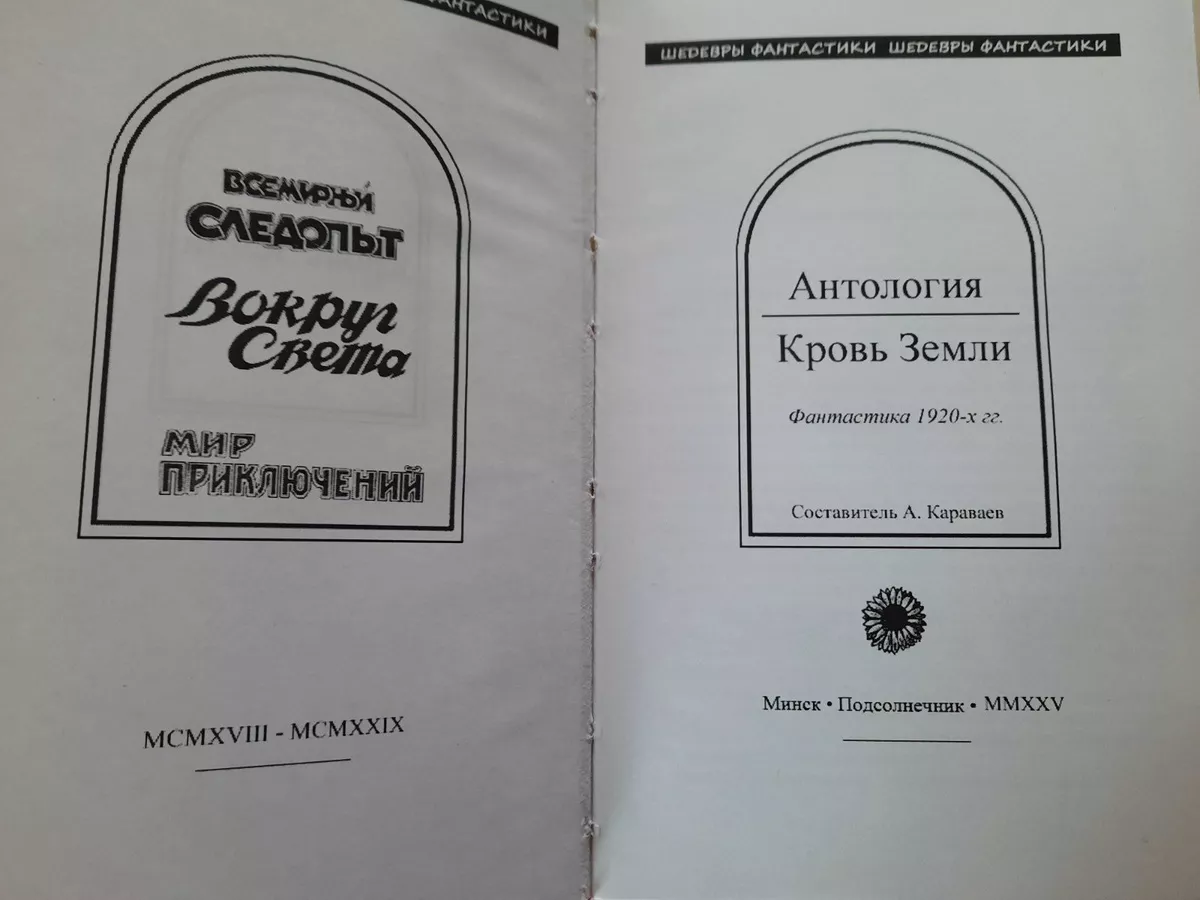 ФАНТАСТИКИ
ВСЕМИРНЫЙ
СЛЕДОПЫТ
Вокруг
Света
МИР
ПРИКЛЮЧЕНИЙ
MCMXVIII - MCMXXIX
ШЕДЕВРЫ ФАНТАСТИКИ ШЕДЕВРЫ ФАНТАСТИКИ
Антология
Кровь Земли
Фантастика 1920-х гг.
Составитель А. Караваев
Минск • Подсолнечник • MMXXV